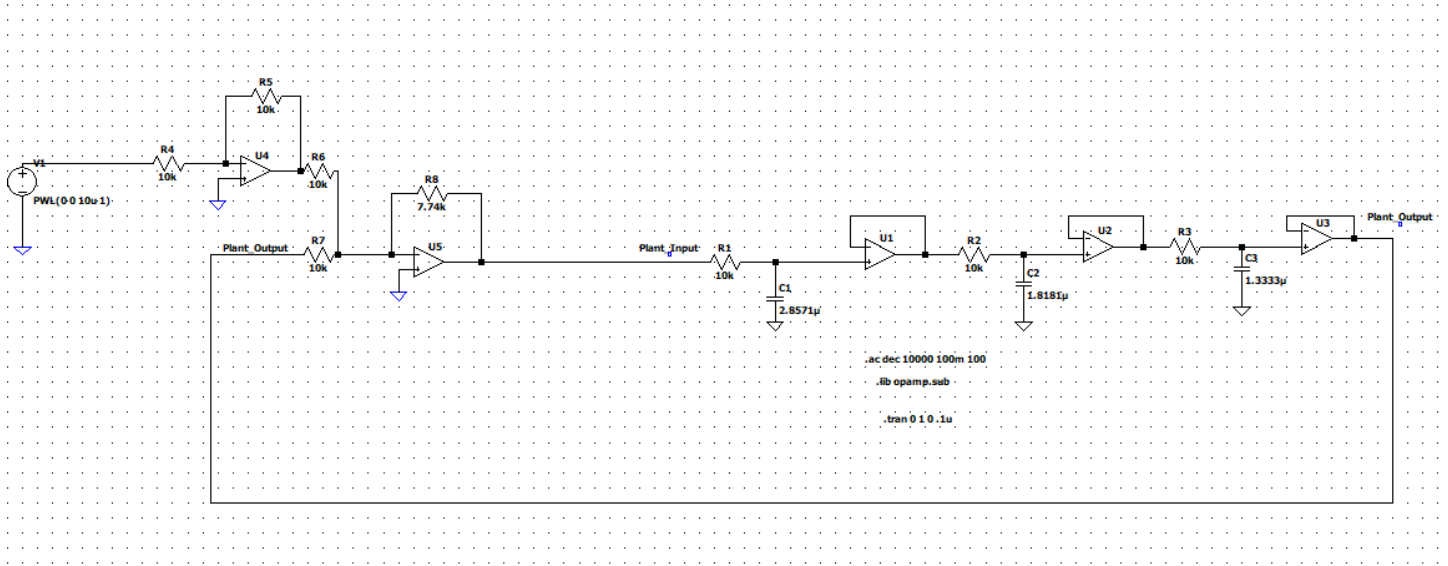 R5
10k
R4
10k
U4
R6
10k
V1
PWL(0 0 10u 1)
R8
7.74k
Plant_Output
R7
10k
U5
Plant_Input
R1
10k
C1
2.8571µ
U1
R2
10k
C2
1.8181µ
U2
R3
10k
C3
1.3333µ
U3
Plant_Output
.ac dec 10000 100m 100
.lib opamp.sub
.tran 0 1 0 .1u